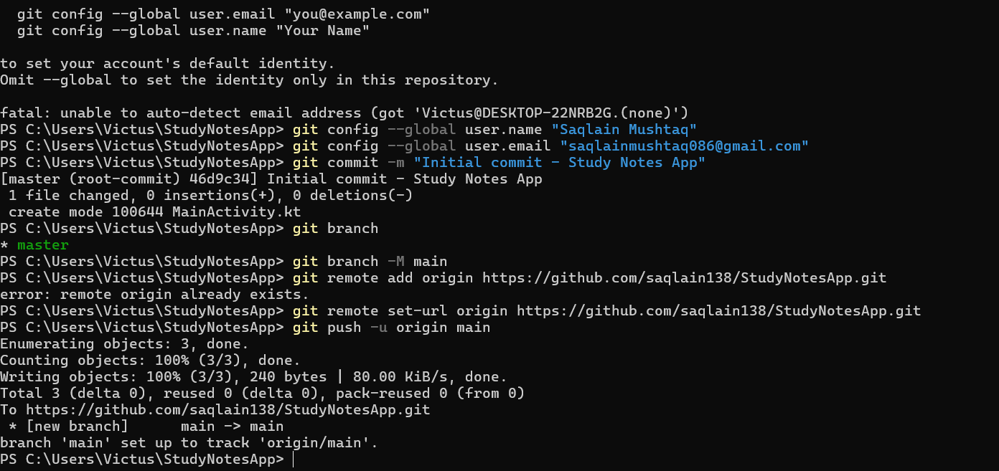 git config --global user.email "you@example.com"
git config --global user.name "Your Name"
to set your account's default identity.
Omit --global to set the identity only in this repository.
fatal: unable to auto-detect email address (got 'Victus@DESKTOP-22NRB2G.(none)')
PS C:\Users\Victus\StudyNotesApp> git config --global user.name "Saqlain Mushtaq"
PS C:\Users\Victus\StudyNotesApp> git config --global user.email "saqlainmushtaq086@gmail.com"
PS C:\Users\Victus\StudyNotesApp> git commit -m "Initial commit - Study Notes App"
[master (root-commit) 46d9c34] Initial commit - Study Notes App
1 file changed, 0 insertions(+), 0 deletions(-)
create mode 100644 MainActivity.kt
PS C:\Users\Victus\StudyNotesApp> git branch
* master
PS C:\Users\Victus\StudyNotesApp> git branch -M main
PS C:\Users\Victus\StudyNotesApp> git remote add origin https://github.com/saqlain138/StudyNotesApp.git
error: remote origin already exists.
PS C:\Users\Victus\StudyNotesApp> git remote set-url origin https://github.com/saqlain138/StudyNotesApp.git
PS C:\Users\Victus\StudyNotesApp> git push -u origin main
Enumerating objects: 3, done.
Counting objects: 100% (3/3), done.
Writing objects: 100% (3/3), 240 bytes | 80.00 KiB/s, done.
Total 3 (delta 0), reused 0 (delta 0), pack-reused 0 (from 0)
To https://github.com/saqlain138/StudyNotesApp.git
* [new branch]      main -> main
branch 'main' set up to track 'origin/main'.
PS C:\Users\Victus\StudyNotesApp>